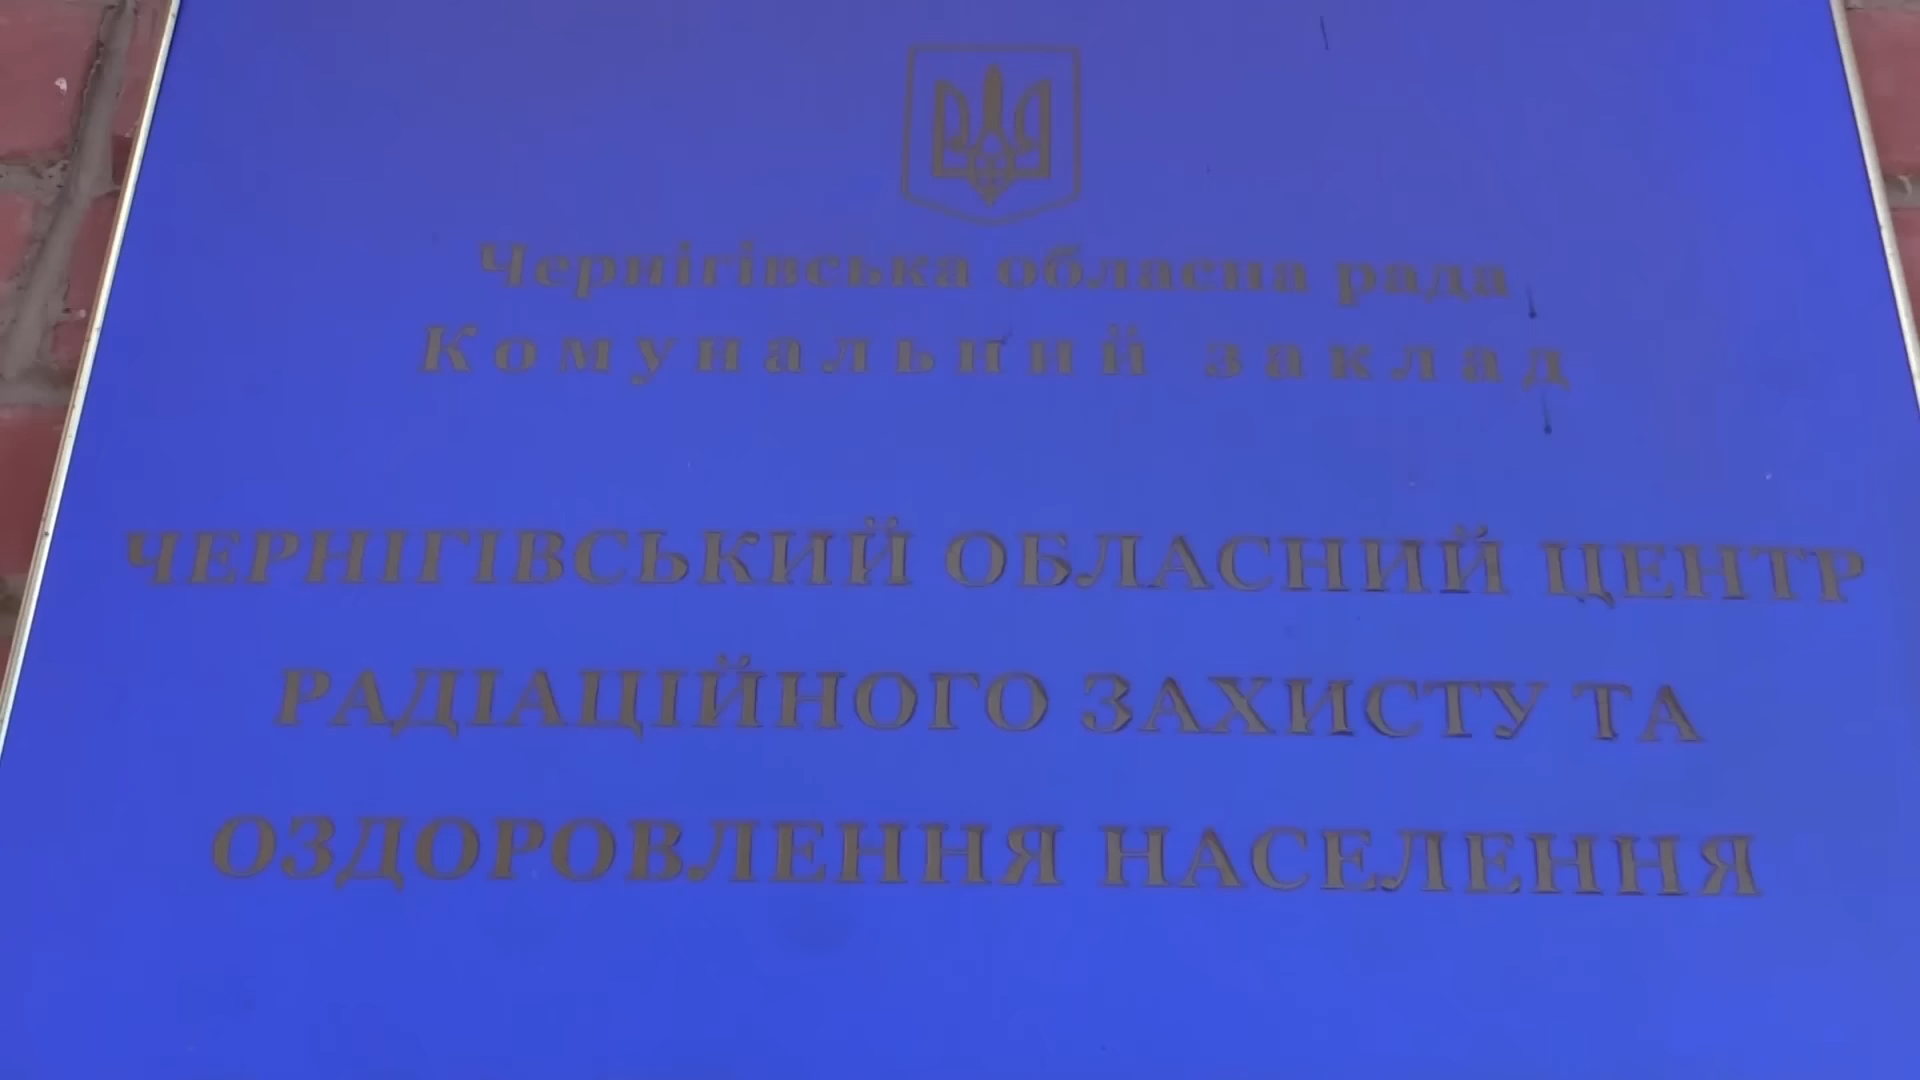 Чернігівська обласна рада
Комунальний заклад
ЧЕРНІГІВСЬКИЙ ОБЛАСНИЙ ЦЕНТР
РАДІАЦІЙНОГО ЗАХИСТУ ТА
ОЗДОРОВЛЕННЯ НАСЕЛЕННЯ